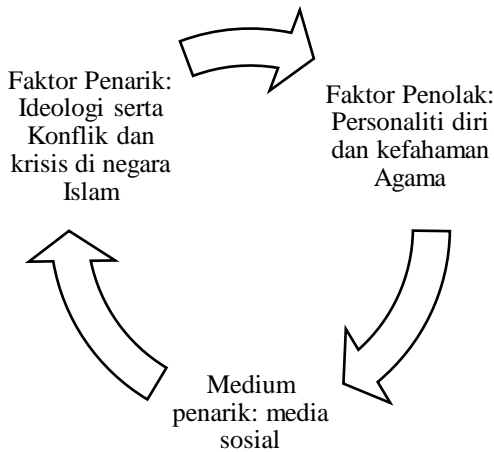 Faktor Penarik:
Ideologi serta
Konflik dan
krisis di negara
Islam
Faktor Penolak:
Personaliti diri
dan kefahaman
Agama
Medium
penarik: media
sosial